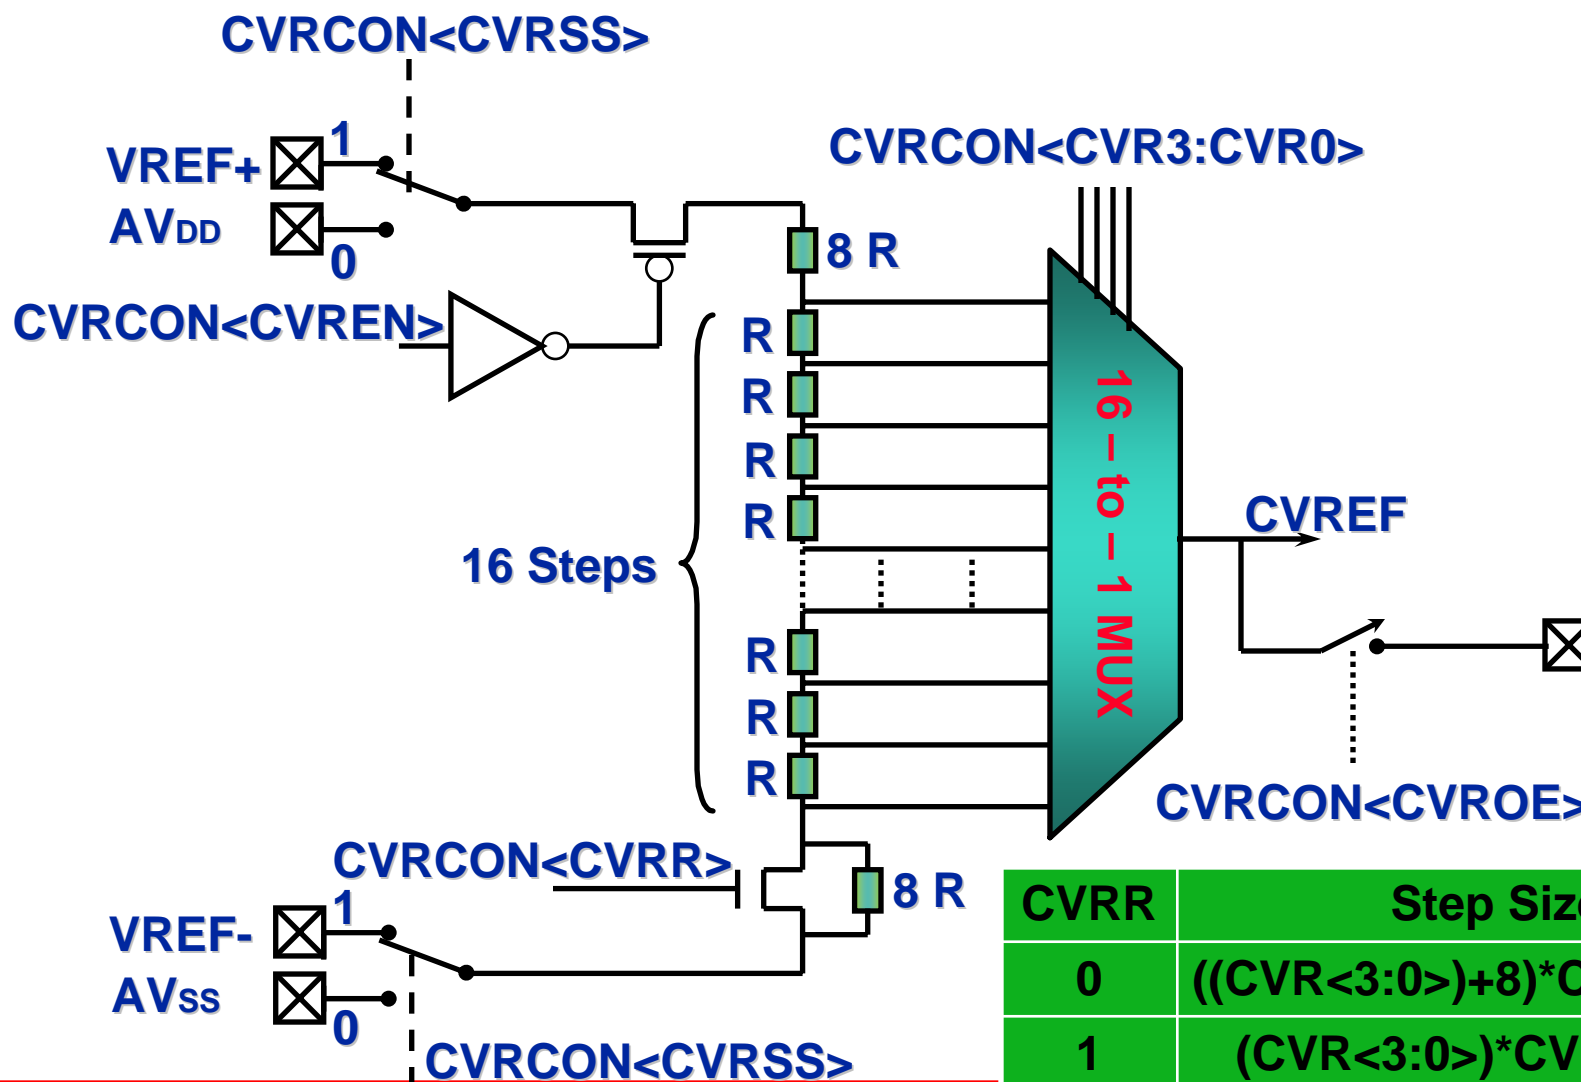 CVRCON<CVRSS>
1
VREF+
AVDD
0
CVRCON<CVREN>
CVRCON<CVR3:CVR0>
8 R
R
R
R
R
16 Steps
R
R
R
16 – to – 1 MUX
CVREF
CVRCON<CVROE>
CVRCON<CVRR>
8 R
1
VREF-
AVSS
0
CVRCON<CVRSS>
CVRR Step Size
0 ((CVR<3:0>)+8)*C
1 (CVR<3:0>)*CV